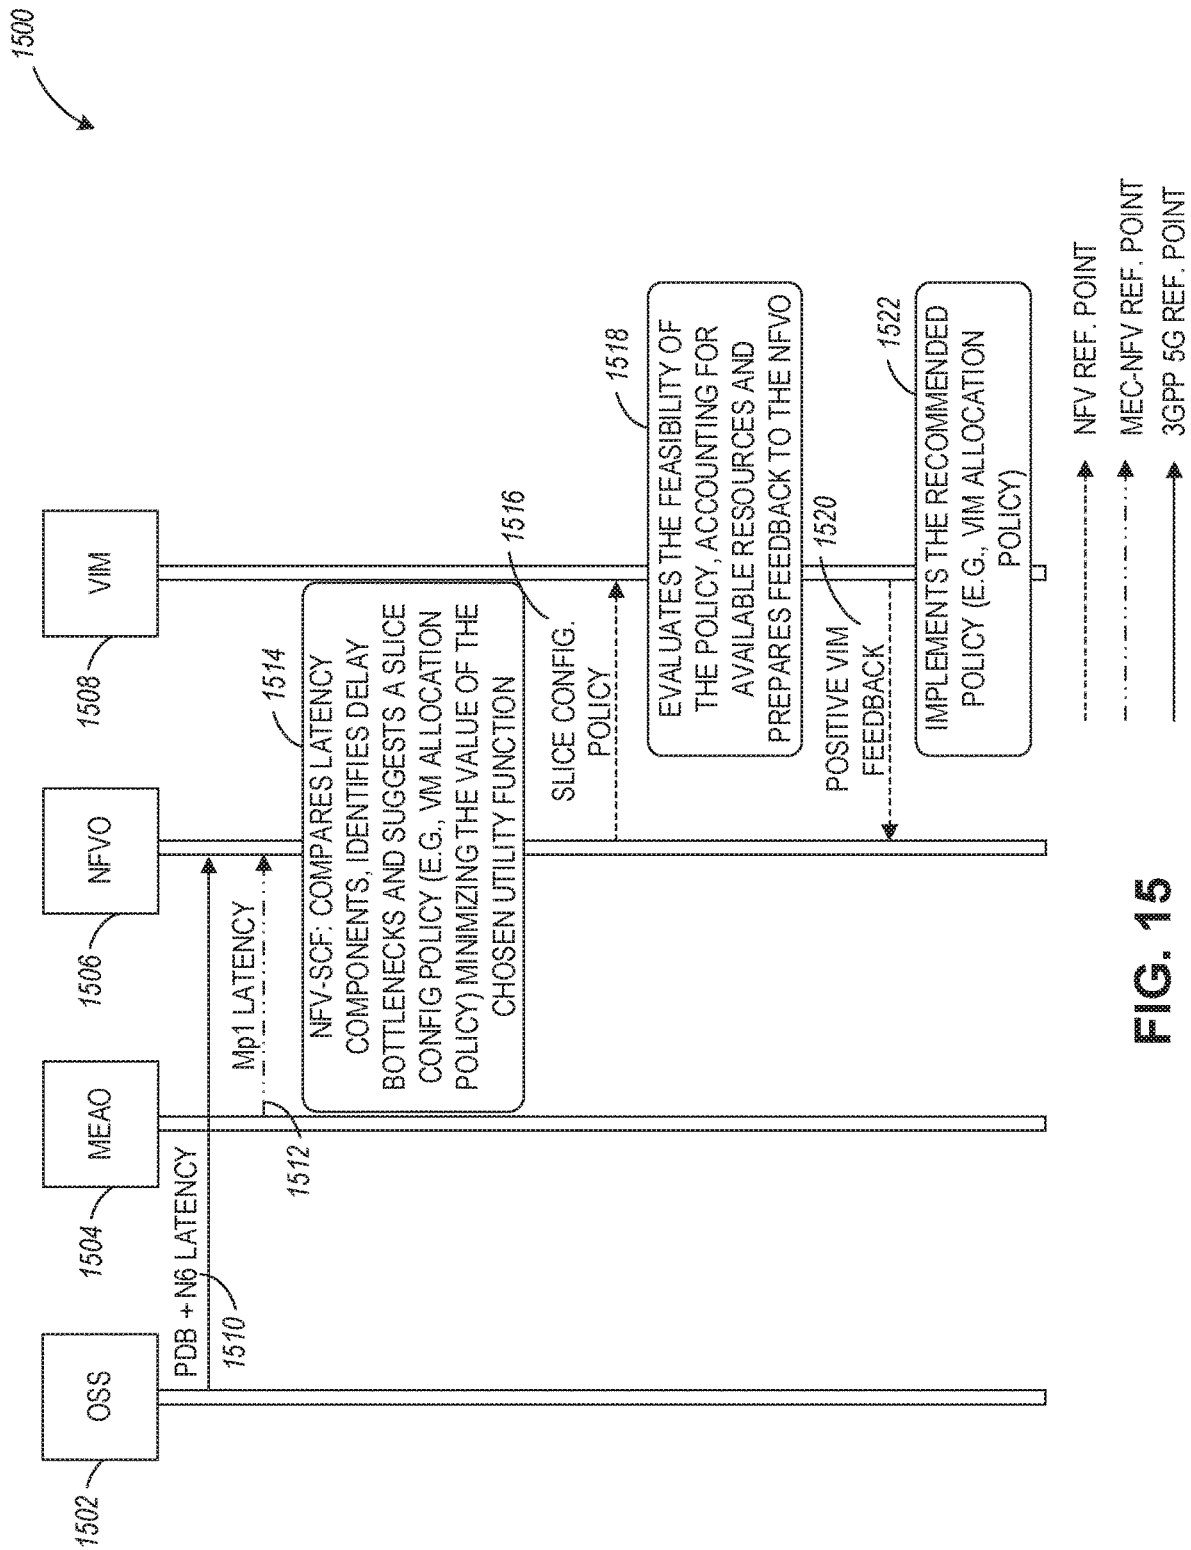 1500
OSS
MEAO
NFVO
VIM
1502
1504
1506
1508
PDB + N6 LATENCY
1510
Mp1 LATENCY
1512
1514
NFV-SCF: COMPARES LATENCY
COMPONENTS, IDENTIFIES DELAY
BOTTLENECKS AND SUGGESTS A SLICE
CONFIG POLICY (E.G., VM ALLOCATION
POLICY) MINIMIZING THE VALUE OF THE
CHOSEN UTILITY FUNCTION
1516
SLICE CONFIG.
POLICY
1518
EVALUATES THE FEASIBILITY OF
THE POLICY, ACCOUNTING FOR
AVAILABLE RESOURCES AND
PREPARES FEEDBACK TO THE NFVO
1520
POSITIVE VIM
FEEDBACK
1522
IMPLEMENTS THE RECOMMENDED
POLICY (E.G., VIM ALLOCATION
POLICY)
NFV REF. POINT
MEC-NFV REF. POINT
3GPP 5G REF. POINT
FIG. 15